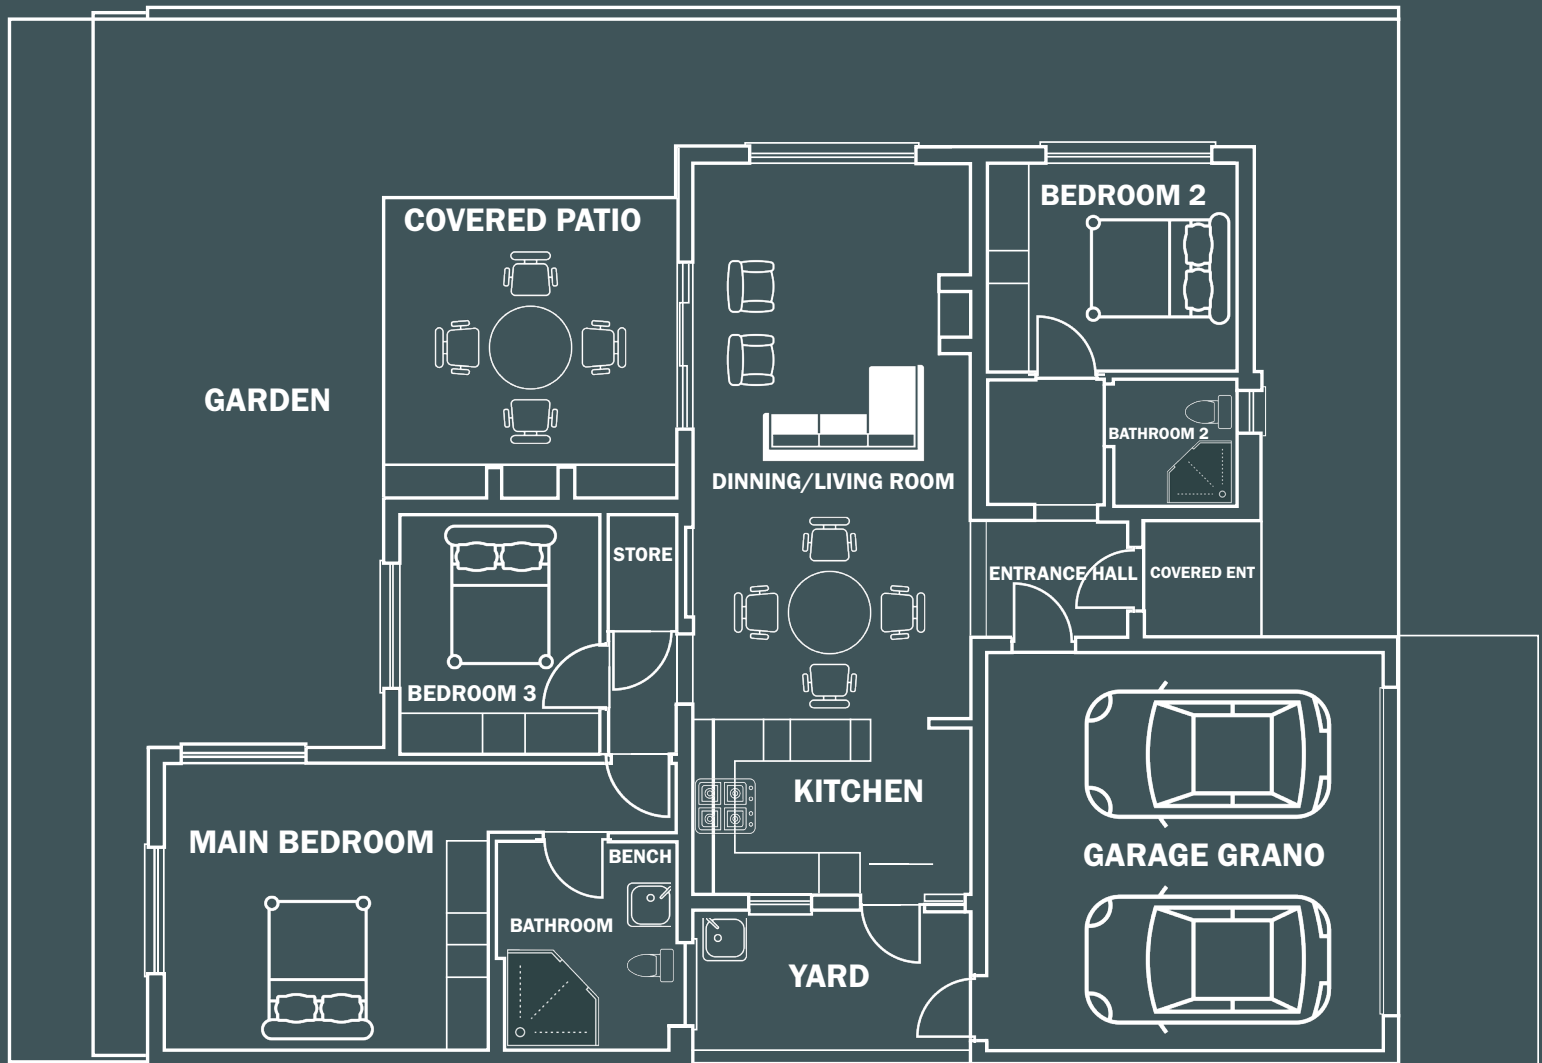 BEDROOM 2
COVERED PATIO
GARDEN
BATHROOM 2
DINNING/LIVING ROOM
STORE
ENTRANCE HALL
COVERED ENT
BEDROOM 3
KITCHEN
MAIN BEDROOM
BENCH
GARAGE GRANO
BATHROOM
YARD